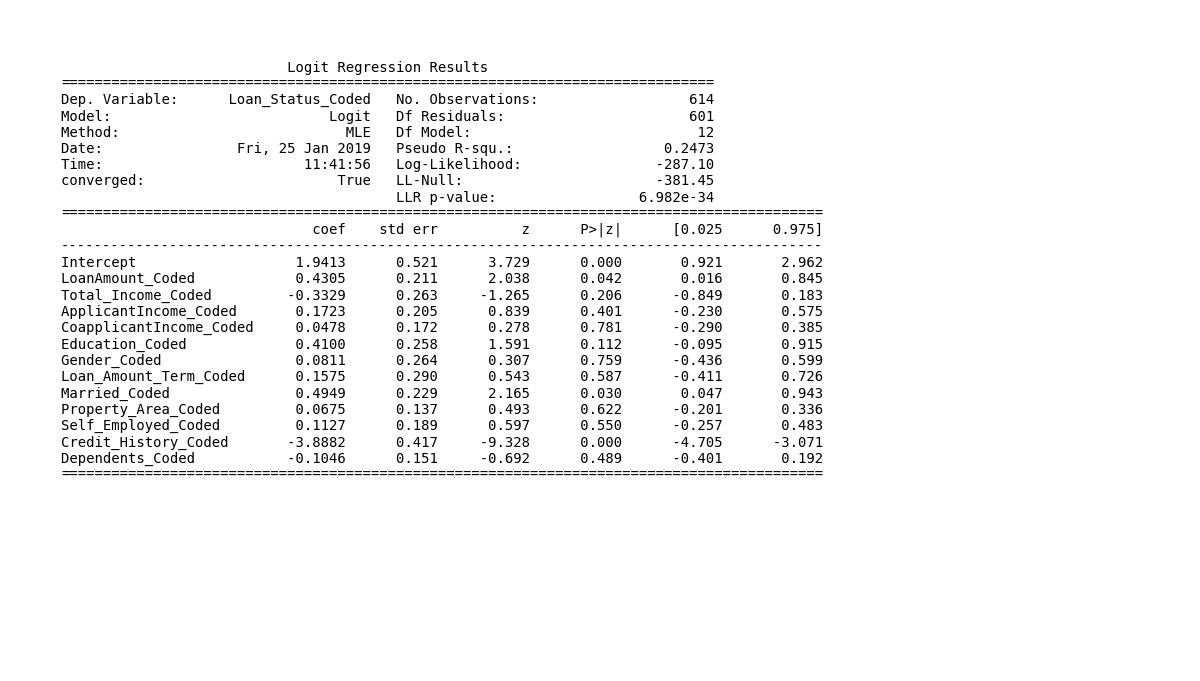 Logit Regression Results
==============================================================================
Dep. Variable: Loan_Status_Coded No. Observations: 614
Model: Logit Df Residuals: 601
Method: MLE Df Model: 12
Date: Fri, 25 Jan 2019 Pseudo R-squ.: 0.2473
Time: 11:41:56 Log-Likelihood: -287.10
converged: True LL-Null: -381.45
LLR p-value: 6.982e-34
===========================================================================================
coef std err z P>|z| [0.025 0.975]
-------------------------------------------------------------------------------------------
Intercept 1.9413 0.521 3.729 0.000 0.921 2.962
LoanAmount_Coded 0.4305 0.211 2.038 0.042 0.016 0.845
Total_Income_Coded -0.3329 0.263 -1.265 0.206 -0.849 0.183
ApplicantIncome_Coded 0.1723 0.205 0.839 0.401 -0.230 0.575
CoapplicantIncome_Coded 0.0478 0.172 0.278 0.781 -0.290 0.385
Education_Coded 0.4100 0.258 1.591 0.112 -0.095 0.915
Gender_Coded 0.0811 0.264 0.307 0.759 -0.436 0.599
Loan_Amount_Term_Coded 0.1575 0.290 0.543 0.587 -0.411 0.726
Married_Coded 0.4949 0.229 2.165 0.030 0.047 0.943
Property_Area_Coded 0.0675 0.137 0.493 0.622 -0.201 0.336
Self_Employed_Coded 0.1127 0.189 0.597 0.550 -0.257 0.483
Credit_History_Coded -3.8882 0.417 -9.328 0.000 -4.705 -3.071
Dependents_Coded -0.1046 0.151 -0.692 0.489 -0.401 0.192
===========================================================================================